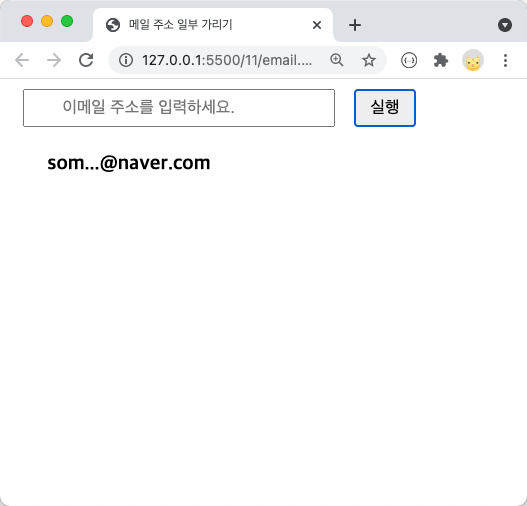 메일 주소 일부 가리기
127.0.0.1:5500/11/email....
이메일 주소를 입력하세요.
실행
som...@naver.com